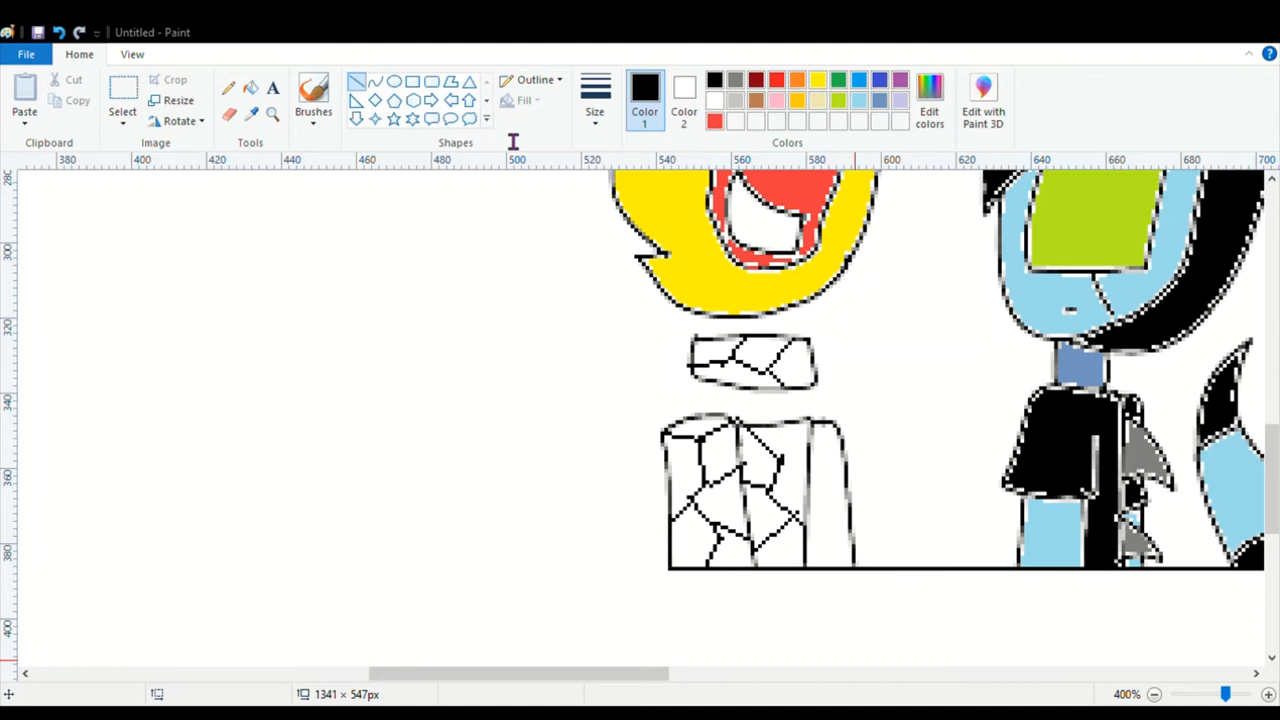 Untitled - Paint
File Home View
Paste Cut Copy Select Crop Resize Rotate Brushes Outline Fill Size Color 1 Color 2 Edit colors Edit with Paint 3D
Clipboard Image Tools Shapes Colors
380 400 420 440 460 480 500 520 540 560 580 600 620 640 660 680 700
280
300
320
340
360
380
400
1341 × 547px 400%